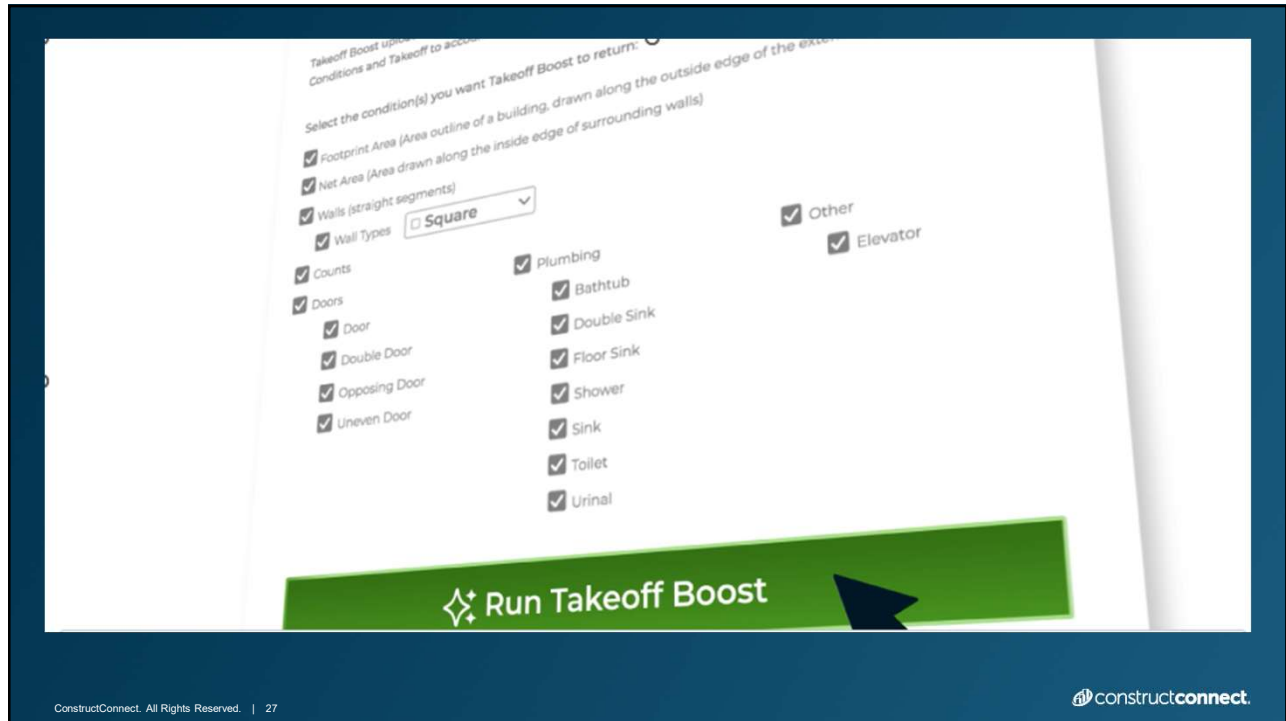 Takeoff Boost
Conditions and Takeoff to
Select the condition(s) you want Takeoff Boost to return:
Footprint Area (Area outline of a building, drawn along the outside edge of the
Net Area (Area drawn along the inside edge of surrounding walls)
Walls (straight segments)
Wall Types
Square
Counts
Doors
Door
Double Door
Opposing Door
Uneven Door
Plumbing
Bathtub
Double Sink
Floor Sink
Shower
Sink
Toilet
Urinal
Other
Elevator
Run Takeoff Boost
ConstructConnect. All Rights Reserved. | 27
constructconnect.